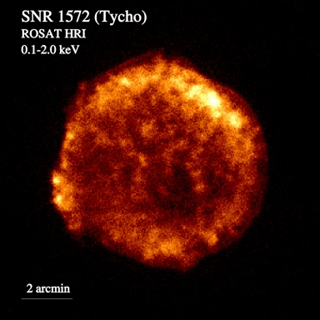 SNR 1572 (Tycho)
ROSAT HRI
0.1-2.0 keV
2 arcmin